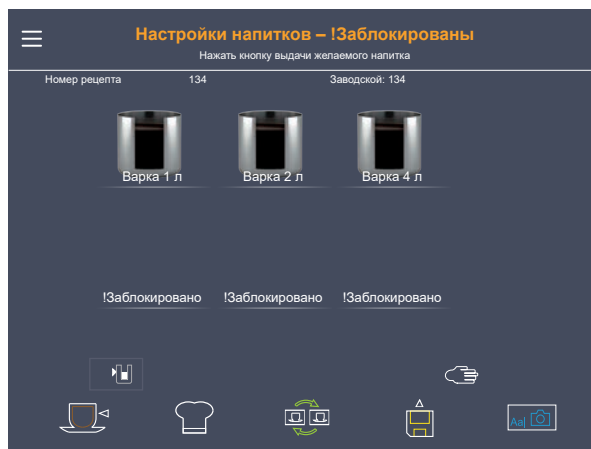 Настройки напитков – !Заблокированы
Нажать кнопку выдачи желаемого напитка
Номер рецепта 134 Заводской: 134
Варка 1 л Варка 2 л Варка 4 л
!Заблокировано !Заблокировано !Заблокировано
Aa|